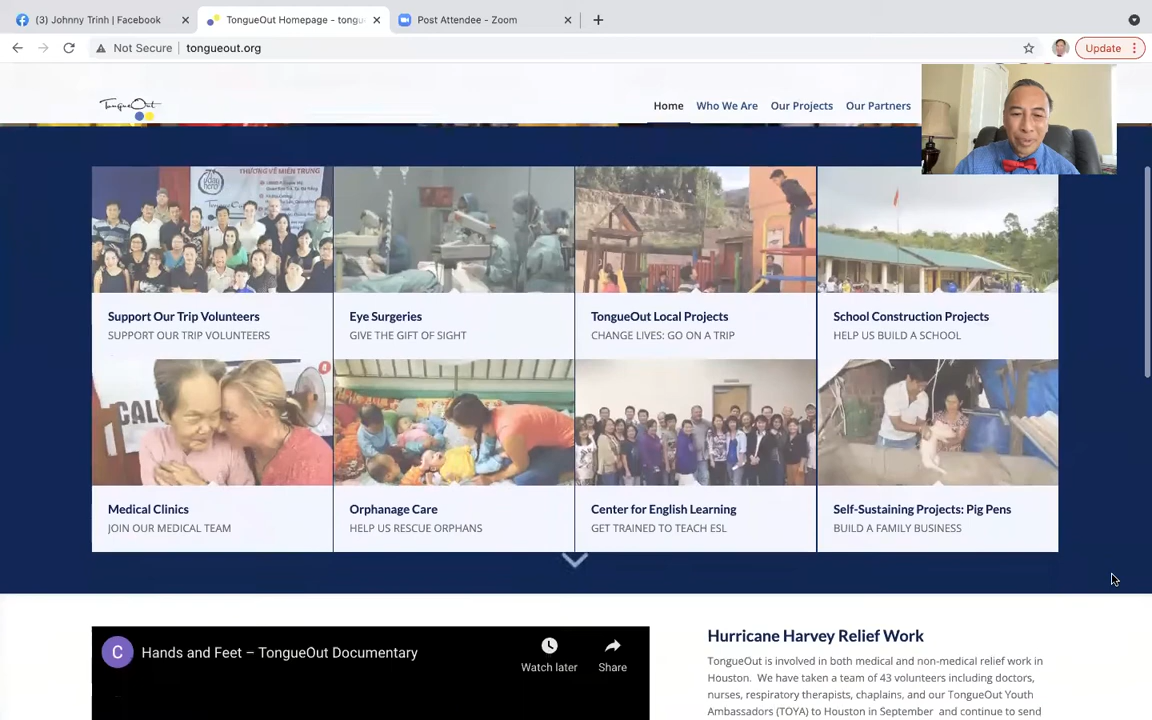 (3) Johnny Trinh | Facebook
TongueOut Homepage - tongu
Post Attendee - Zoom
Not Secure
tongueout.org
Update
TongueOut
Home
Who We Are
Our Projects
Our Partners
THƯƠNG VỀ MIỀN TRUNG
Support Our Trip Volunteers
SUPPORT OUR TRIP VOLUNTEERS
Eye Surgeries
GIVE THE GIFT OF SIGHT
TongueOut Local Projects
CHANGE LIVES: GO ON A TRIP
School Construction Projects
HELP US BUILD A SCHOOL
Medical Clinics
JOIN OUR MEDICAL TEAM
Orphanage Care
HELP US RESCUE ORPHANS
Center for English Learning
GET TRAINED TO TEACH ESL
Self-Sustaining Projects: Pig Pens
BUILD A FAMILY BUSINESS
C
Hands and Feet – TongueOut Documentary
Watch later
Share
Hurricane Harvey Relief Work
TongueOut is involved in both medical and non-medical relief work in
Houston. We have taken a team of 43 volunteers including doctors,
nurses, respiratory therapists, chaplains, and our TongueOut Youth
Ambassadors (TOYA) to Houston in September and continue to send